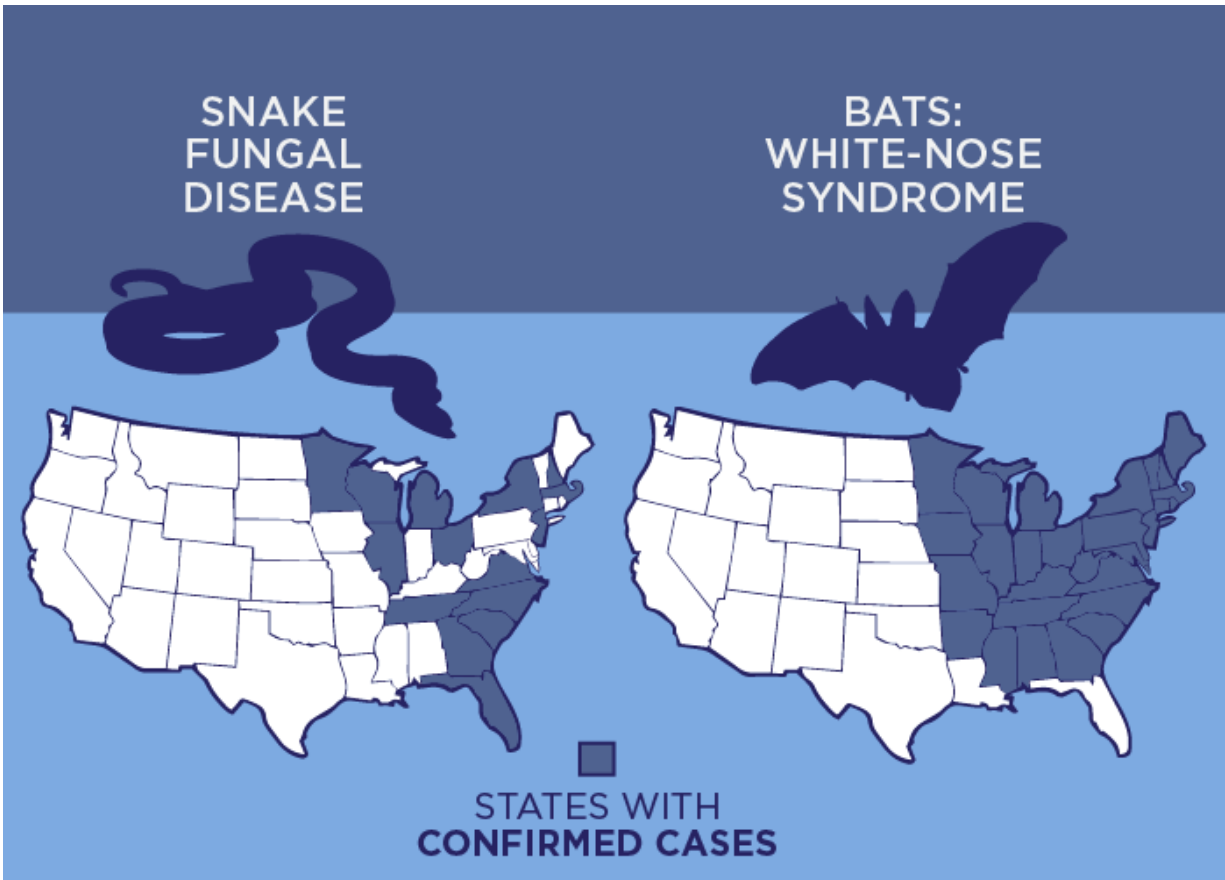 SNAKE
FUNGAL
DISEASE
BATS:
WHITE-NOSE
SYNDROME
STATES WITH
CONFIRMED CASES